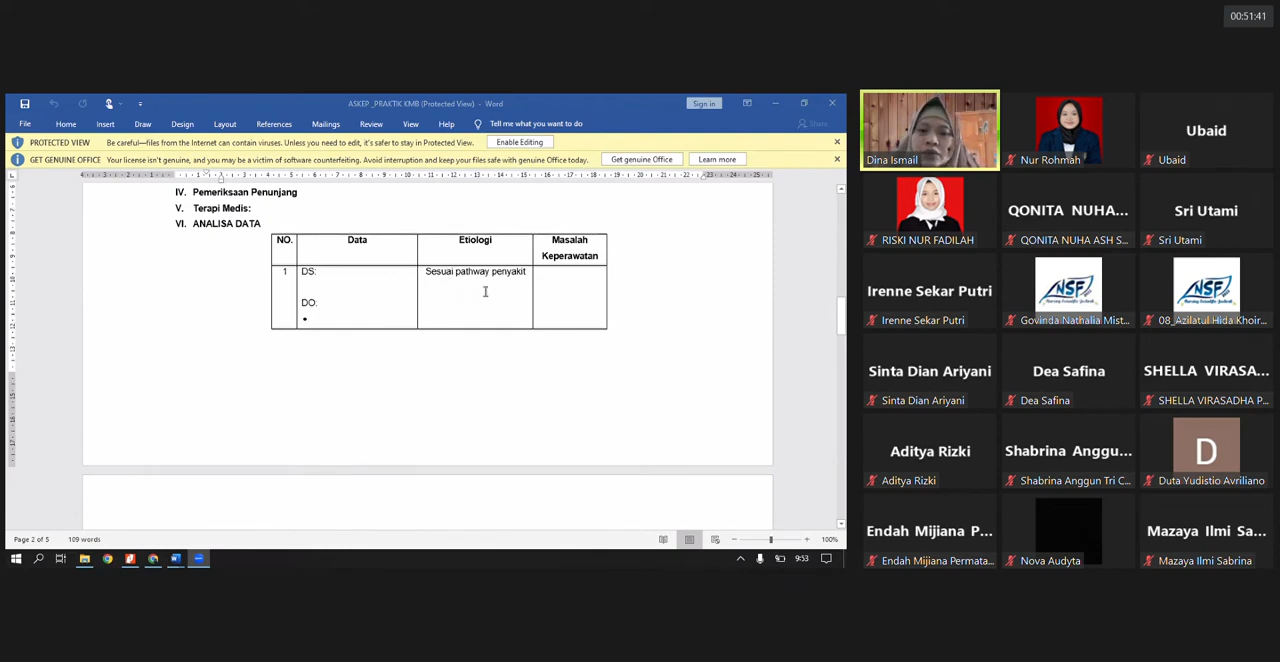 00:51:41
ASKEP_PRAKTIK KMB (Protected View) - Word
Sign in
File Home Insert Draw Design Layout References Mailings Review View Help Tell me what you want to do Share
PROTECTED VIEW Be careful—files from the Internet can contain viruses. Unless you need to edit, it's safer to stay in Protected View. Enable Editing
GET GENUINE OFFICE Your license isn't genuine, and you may be a victim of software counterfeiting. Avoid interruption and keep your files safe with genuine Office today. Get genuine Office Learn more
IV. Pemeriksaan Penunjang
V. Terapi Medis:
VI. ANALISA DATA
NO. Data Etiologi Masalah Keperawatan
1 DS: Sesuai pathway penyakit
DO:
•
Page 2 of 5 109 words 100%
9:53
Dina Ismail
Nur Rohmah
Ubaid
Ubaid
RISKI NUR FADILAH
QONITA NUHA...
QONITA NUHA ASH S...
Sri Utami
Sri Utami
Irenne Sekar Putri
Irenne Sekar Putri
NSF
Govinda Nathalia Mist...
NSF
08_Azilatul Hida Khoir...
Sinta Dian Ariyani
Sinta Dian Ariyani
Dea Safina
Dea Safina
SHELLA VIRASA...
SHELLA VIRASADHA P...
Aditya Rizki
Aditya Rizki
Shabrina Anggu...
Shabrina Anggun Tri C...
D
Duta Yudistio Avriliano
Endah Mijiana P...
Endah Mijiana Permata...
Nova Audyta
Mazaya Ilmi Sa...
Mazaya Ilmi Sabrina